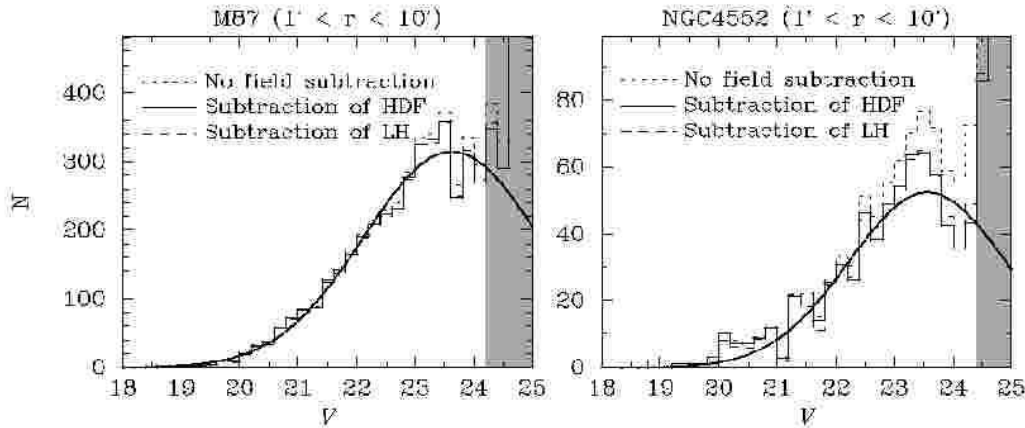 M87 (1' < r < 10')
N
400
300
200
100
0
No field subtraction
Subtraction of HDF
Subtraction of LH
18 19 20 21 22 23 24 25
V
NGC4552 (1' < r < 10')
80
60
40
20
0
No field subtraction
Subtraction of HDF
Subtraction of LH
18 19 20 21 22 23 24 25
V